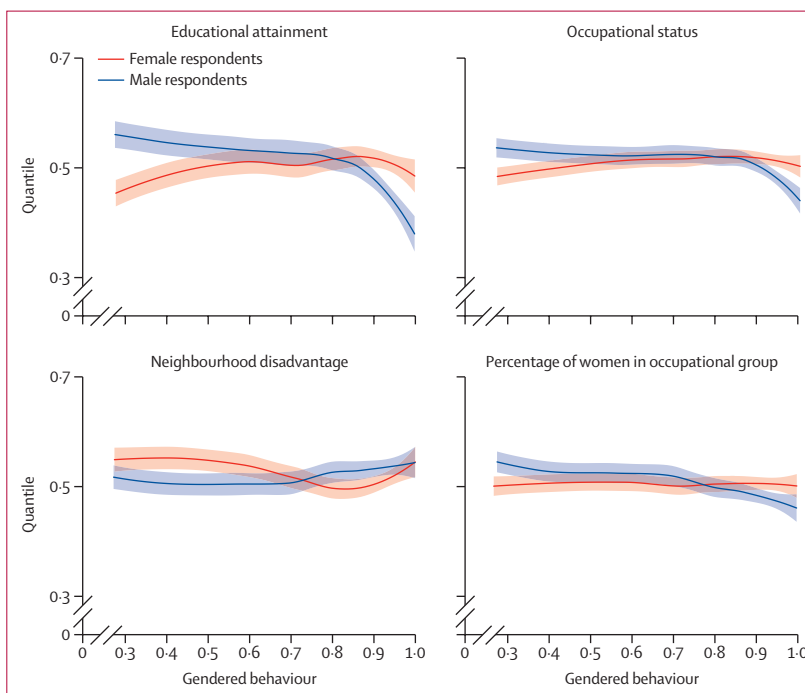 Educational attainment
Occupational status
Female respondents
Male respondents
Quantile
0·7
0·5
0·3
0
Neighbourhood disadvantage
Percentage of women in occupational group
Quantile
0·7
0·5
0·3
0
0 0·3 0·4 0·5 0·6 0·7 0·8 0·9 1·0
0 0·3 0·4 0·5 0·6 0·7 0·8 0·9 1·0
Gendered behaviour
Gendered behaviour